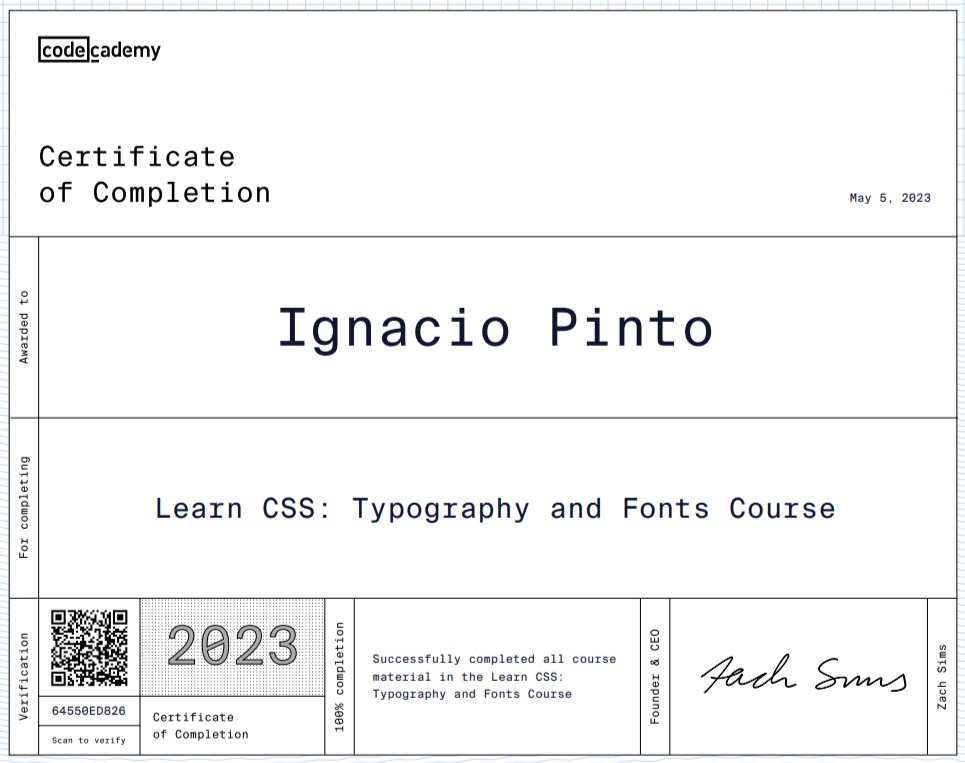 codecademy
Certificate
of Completion
May 5, 2023
Awarded to
Ignacio Pinto
For completing
Learn CSS: Typography and Fonts Course
Verification
64550ED826
Scan to verify
2023
Certificate
of Completion
100% completion
Successfully completed all course
material in the Learn CSS:
Typography and Fonts Course
Founder & CEO
Zach Sims
Zach Sims